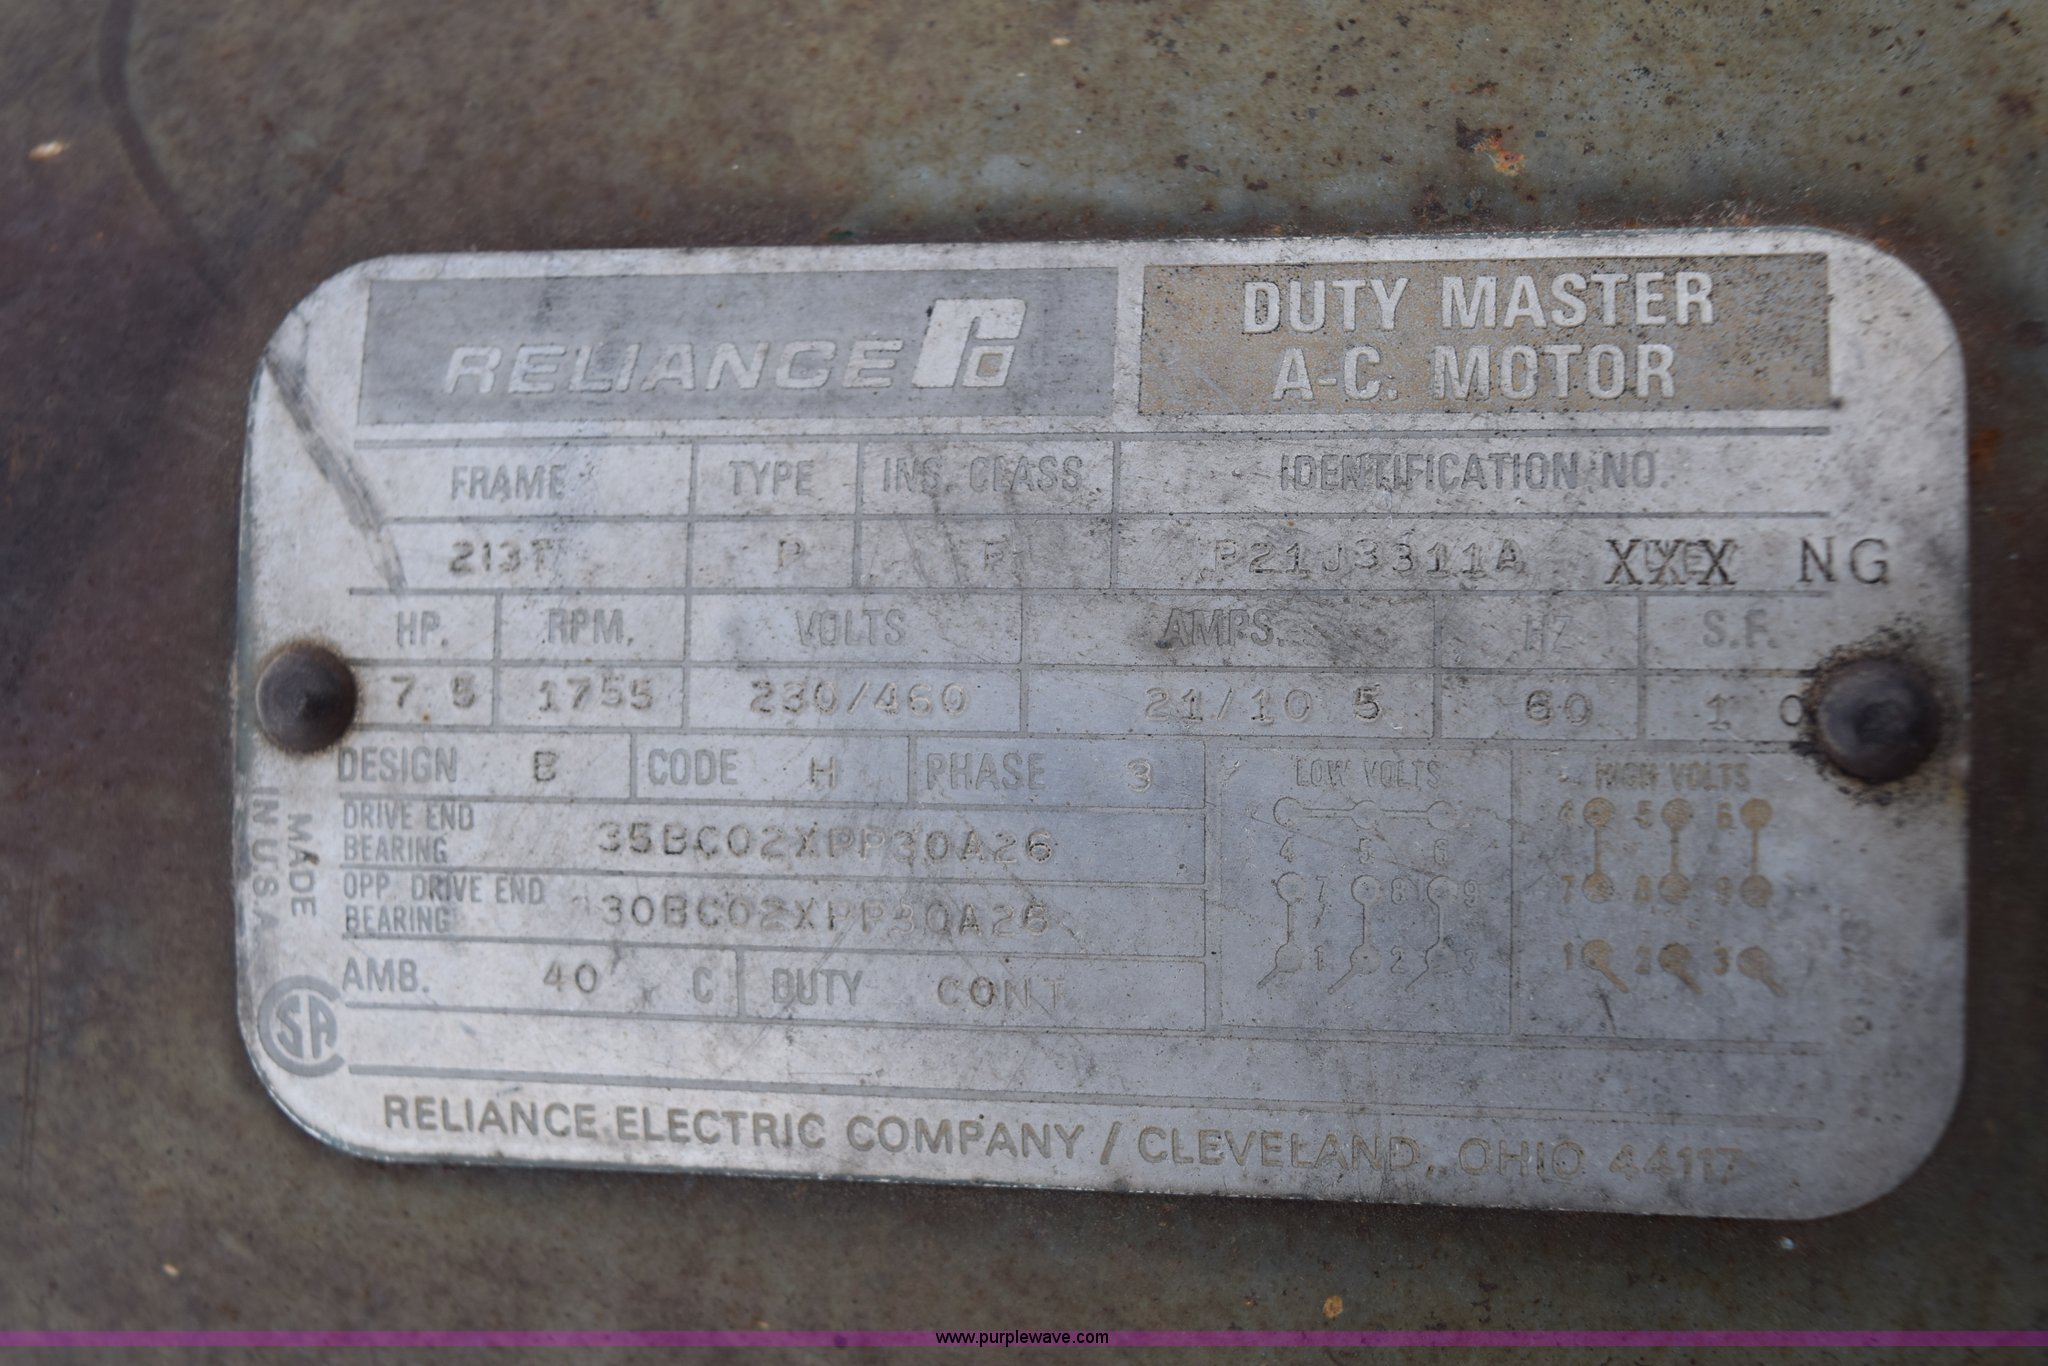 RELIANCE
DUTY MASTER
A-C. MOTOR
FRAME TYPE INS. CLASS IDENTIFICATION NO.
213T P F P21J3311A XXX NG
HP. RPM. VOLTS AMPS. HZ S.F.
7.5 1755 230/460 21/10 5 60 1 0
DESIGN B CODE H PHASE 3 LOW VOLTS HIGH VOLTS
4 5 6
DRIVE END
BEARING 35BC02XPP30A26 4 5 6
7 8 9 7 8 9
OPP. DRIVE END
BEARING 30BC02XPP30A26
1 2 3 1 2 3
AMB. 40 C DUTY CONT
MADE
IN U.S.A.
SA
RELIANCE ELECTRIC COMPANY / CLEVELAND, OHIO 44117
www.purplewave.com